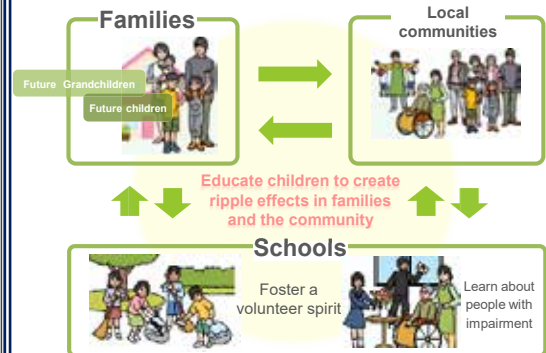 Families
Local
communities
Future Grandchildren
Future children
Educate children to create
ripple effects in families
and the community
Schools
Foster a
volunteer spirit
Learn about
people with
impairment